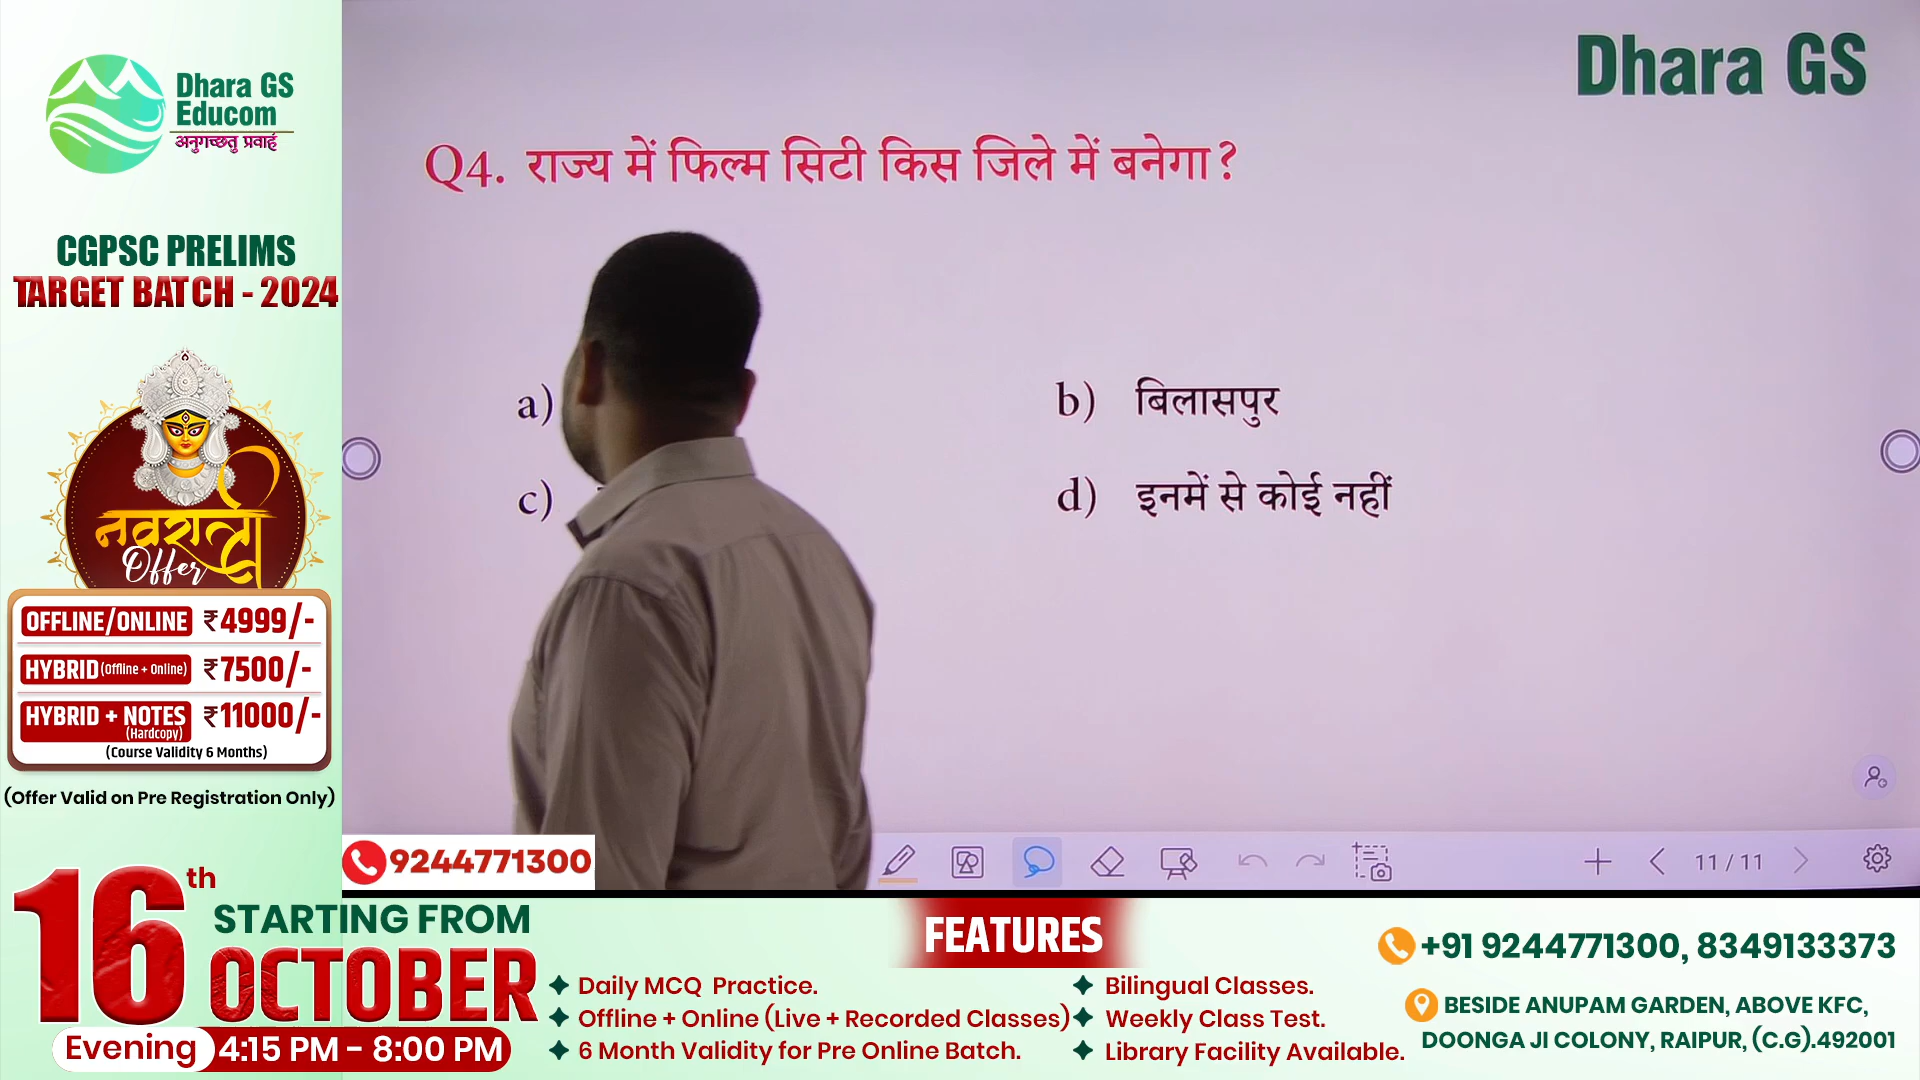 Dhara GS
Educom
अनुगच्छतु प्रवाहं
CGPSC PRELIMS
TARGET BATCH - 2024
नवरात्री
Offer
OFFLINE/ONLINE ₹4999/-
HYBRID (Offline + Online) ₹7500/-
HYBRID + NOTES (Hardcopy) ₹11000/-
(Course Validity 6 Months)
(Offer Valid on Pre Registration Only)
Dhara GS
Q4. राज्य में फिल्म सिटी किस जिले में बनेगा?
a)
b) बिलासपुर
c)
d) इनमें से कोई नहीं
9244771300
11 / 11
16th
STARTING FROM
OCTOBER
Evening 4:15 PM - 8:00 PM
FEATURES
Daily MCQ Practice.
Offline + Online (Live + Recorded Classes)
6 Month Validity for Pre Online Batch.
Bilingual Classes.
Weekly Class Test.
Library Facility Available.
+91 9244771300, 8349133373
BESIDE ANUPAM GARDEN, ABOVE KFC,
DOONGA JI COLONY, RAIPUR, (C.G).492001